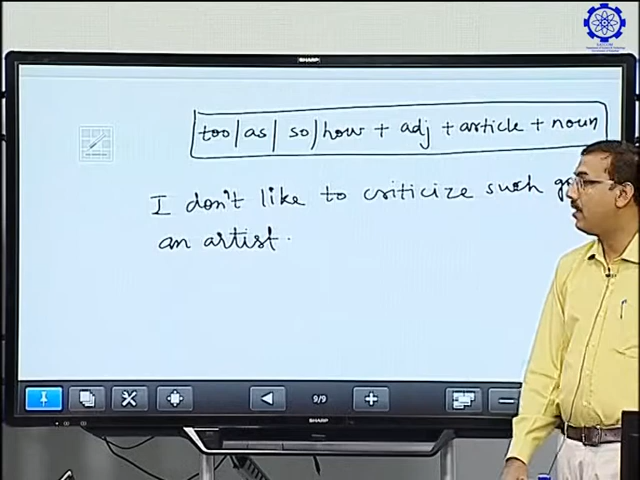 SHARP
too/as/so/how + adj + article + noun
I don't like to criticize such
an artist.
9/9
SHARP